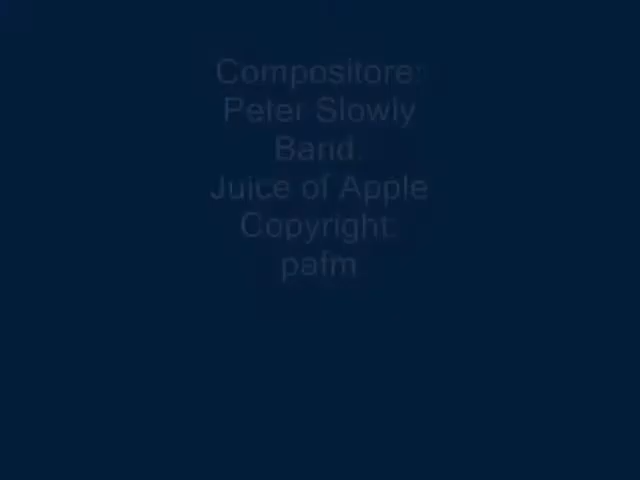 Compositore:
Peter Slowly
Band:
Juice of Apple
Copyright:
pafm